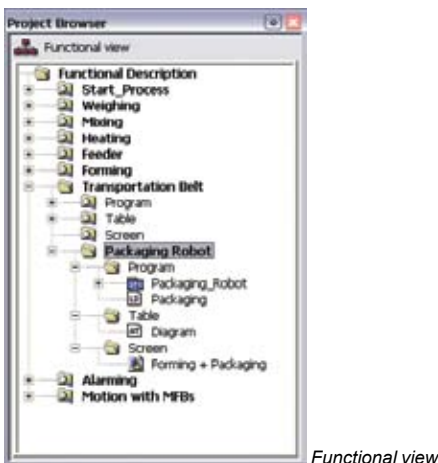 Project Browser
Functional view
Functional Description
Start_Process
Weighing
Mixing
Heating
Feeder
Forming
Transportation Belt
Program
Table
Screen
Packaging Robot
Program
Packaging_Robot
Packaging
Table
Diagram
Screen
Forming + Packaging
Alarming
Motion with MFBs
Functional view